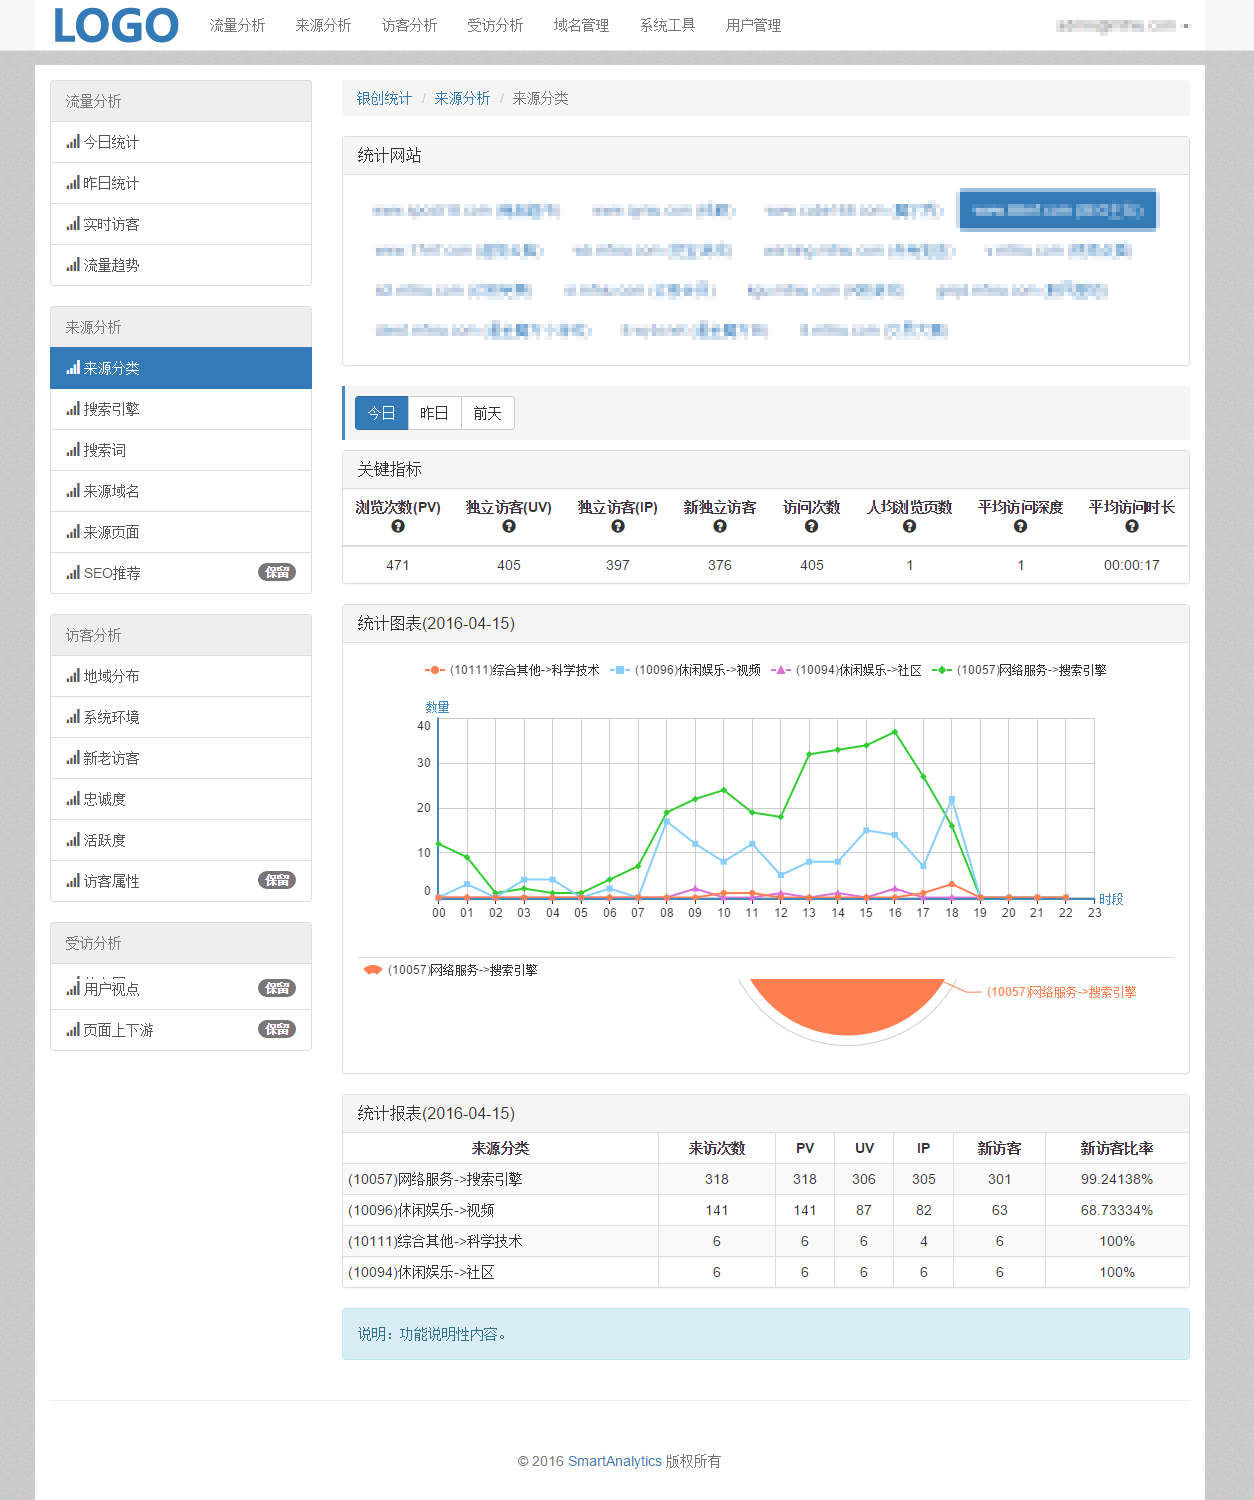 LOGO 流量分析 来源分析 访客分析 受访分析 域名管理 系统工具 用户管理
流量分析
今日统计
昨日统计
实时访客
流量趋势
来源分析
来源分类
搜索引擎
搜索词
来源域名
来源页面
SEO推荐 保留
访客分析
地域分布
系统环境
新老访客
忠诚度
活跃度
访客属性 保留
受访分析
用户视点 保留
页面上下游 保留
银创统计 / 来源分析 / 来源分类
统计网站
今日 昨日 前天
关键指标
浏览次数(PV) 独立访客(UV) 独立访客(IP) 新独立访客 访问次数 人均浏览页数 平均访问深度 平均访问时长
471 405 397 376 405 1 1 00:00:17
统计图表(2016-04-15)
(10111)综合其他->科学技术 (10096)休闲娱乐->视频 (10094)休闲娱乐->社区 (10057)网络服务->搜索引擎
数量
40
30
20
10
0
时段
00 01 02 03 04 05 06 07 08 09 10 11 12 13 14 15 16 17 18 19 20 21 22 23
(10057)网络服务->搜索引擎
(10057)网络服务->搜索引擎
统计报表(2016-04-15)
来源分类 来访次数 PV UV IP 新访客 新访客比率
(10057)网络服务->搜索引擎 318 318 306 305 301 99.24138%
(10096)休闲娱乐->视频 141 141 87 82 63 68.73334%
(10111)综合其他->科学技术 6 6 6 4 6 100%
(10094)休闲娱乐->社区 6 6 6 6 6 100%
说明：功能说明性内容。
© 2016 SmartAnalytics 版权所有